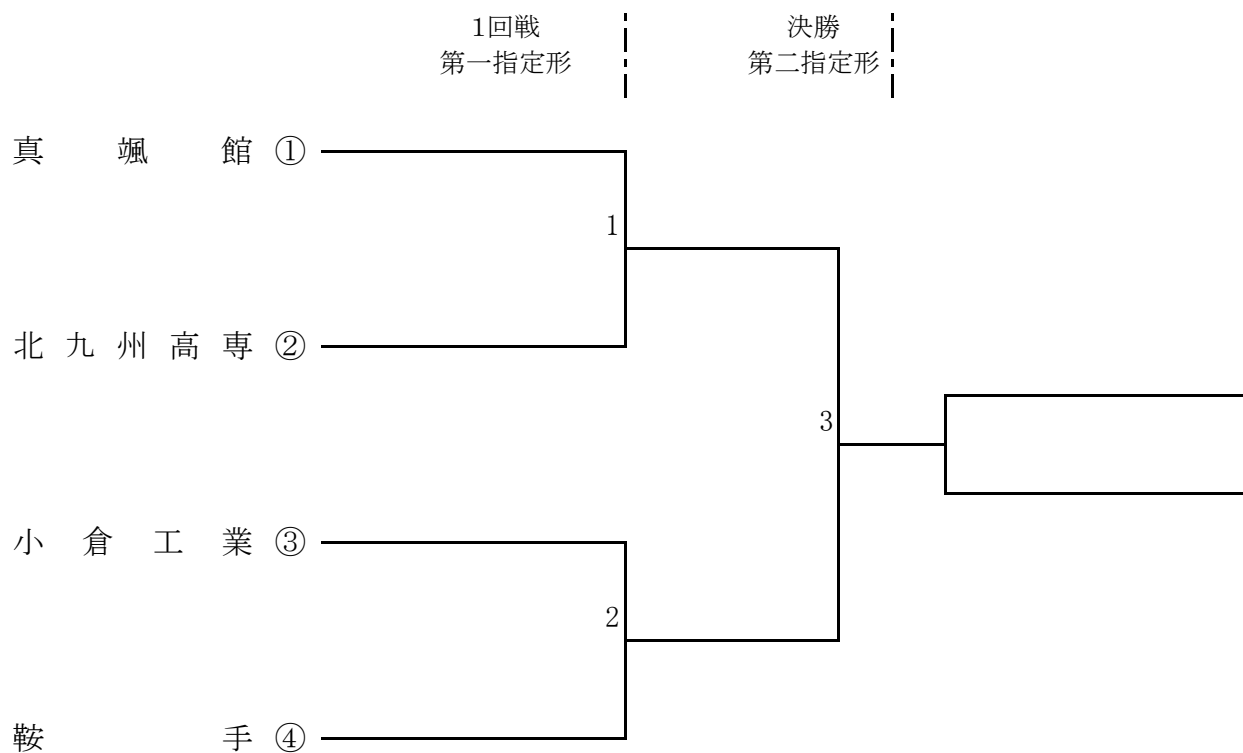 1回戦
第一指定形
決勝
第二指定形
真颯館 ①
1
北九州高専 ②
3
小倉工業 ③
2
鞍手 ④